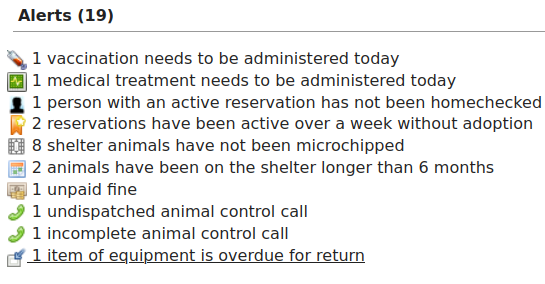 Alerts (19)
1 vaccination needs to be administered today
1 medical treatment needs to be administered today
1 person with an active reservation has not been homechecked
2 reservations have been active over a week without adoption
8 shelter animals have not been microchipped
2 animals have been on the shelter longer than 6 months
1 unpaid fine
1 undispatched animal control call
1 incomplete animal control call
1 item of equipment is overdue for return